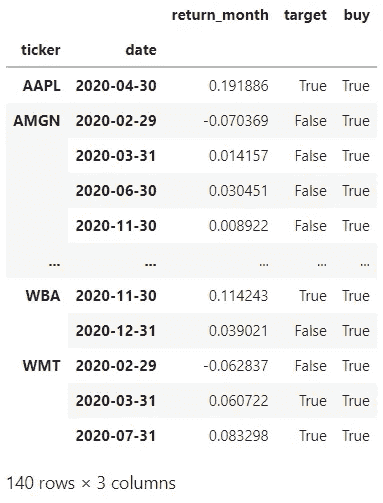 return_month target buy
ticker date
AAPL 2020-04-30 0.191886 True True
AMGN 2020-02-29 -0.070369 False True
2020-03-31 0.014157 False True
2020-06-30 0.030451 False True
2020-11-30 0.008922 False True
... ... ... ... ...
WBA 2020-11-30 0.114243 True True
2020-12-31 0.039021 False True
WMT 2020-02-29 -0.062837 False True
2020-03-31 0.060722 True True
2020-07-31 0.083298 True True
140 rows × 3 columns